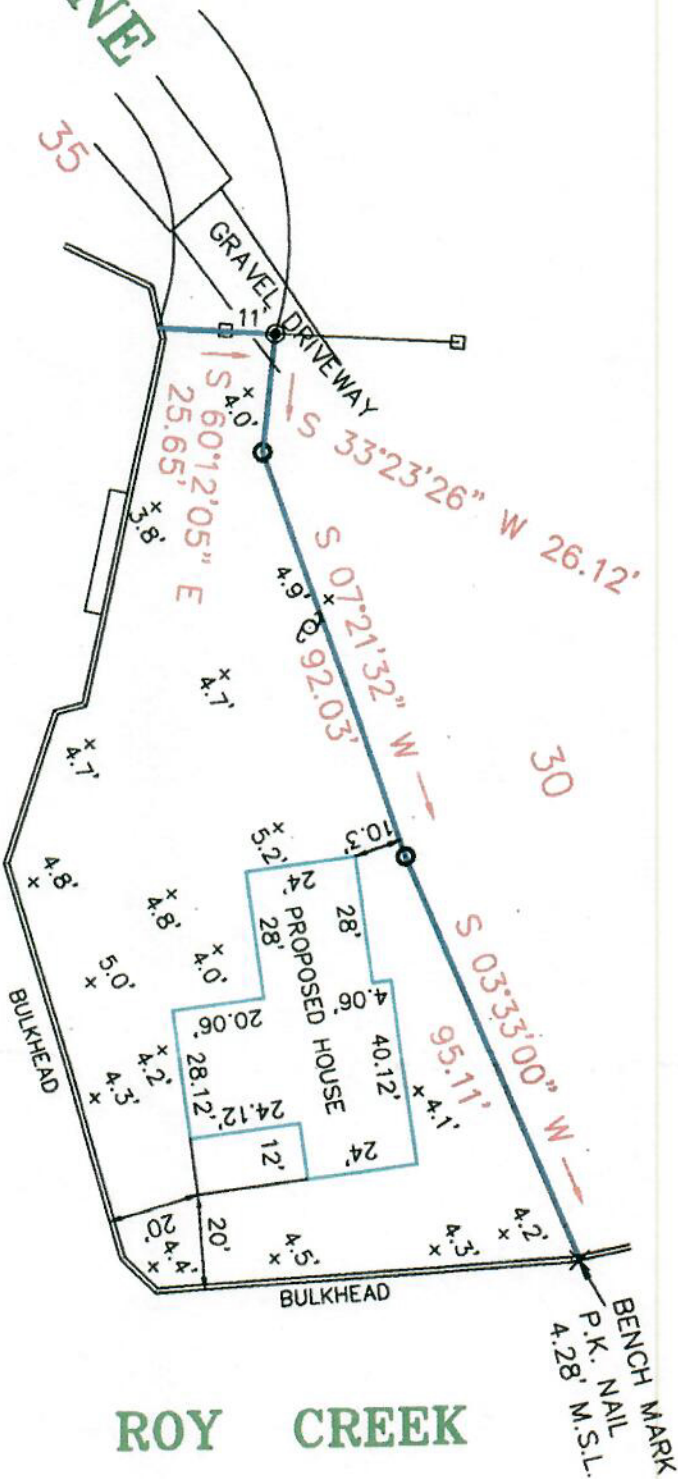 NE
35
GRAVEL DRIVEWAY
11'
S 60°12'05" E
25.65'
S 33°23'26" W 26.12'
4.0'
3.8'
S 07°21'32" W
92.03'
4.9'
4.7'
4.7'
30
10.3'
5.2'
24'
28'
28'
PROPOSED HOUSE
4.06'
40.12'
20.06'
28.12'
24.12'
12'
24'
4.8'
4.8'
4.0'
5.0'
4.2'
4.3'
4.1'
S 03°33'00" W
95.11'
BULKHEAD
20'
20'
4.4'
4.5'
4.3'
4.2'
BULKHEAD
BENCH MARK
P.K. NAIL
4.28' M.S.L.
ROY CREEK